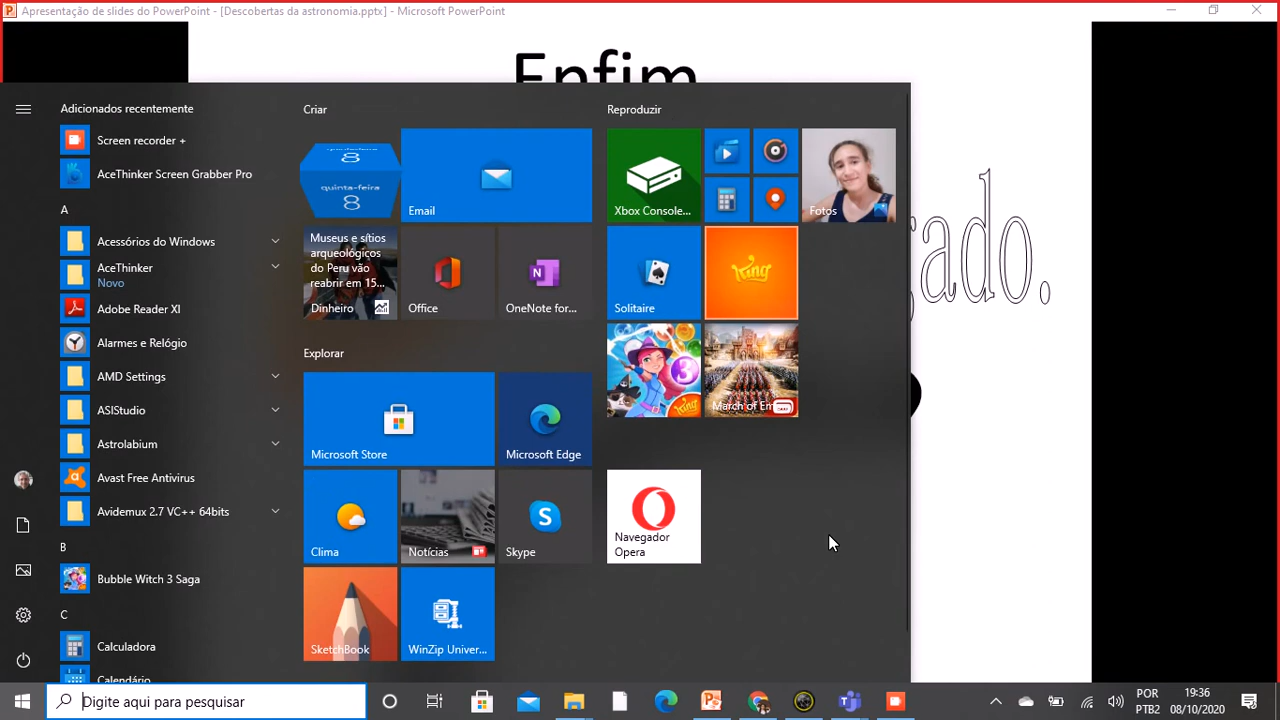 Apresentação de slides do PowerPoint - [Descobertas da astronomia.pptx] - Microsoft PowerPoint
Enfim
Adicionados recentemente
Screen recorder +
AceThinker Screen Grabber Pro
A
Acessórios do Windows
AceThinker
Novo
Adobe Reader XI
Alarmes e Relógio
AMD Settings
ASIStudio
Astrolabium
Avast Free Antivirus
Avidemux 2.7 VC++ 64bits
B
Bubble Witch 3 Saga
C
Calculadora
Calendário
Criar
quinta-feira
8
Email
Museus e sítios
arqueológicos
do Peru vão
reabrir em 15...
Dinheiro
Office
OneNote for...
Explorar
Microsoft Store
Microsoft Edge
Clima
Notícias
Skype
SketchBook
WinZip Univer...
Reproduzir
Xbox Console...
Fotos
Solitaire
King
3
King
March of Em
Navegador
Opera
ado.
Digite aqui para pesquisar
POR
PTB2
19:36
08/10/2020